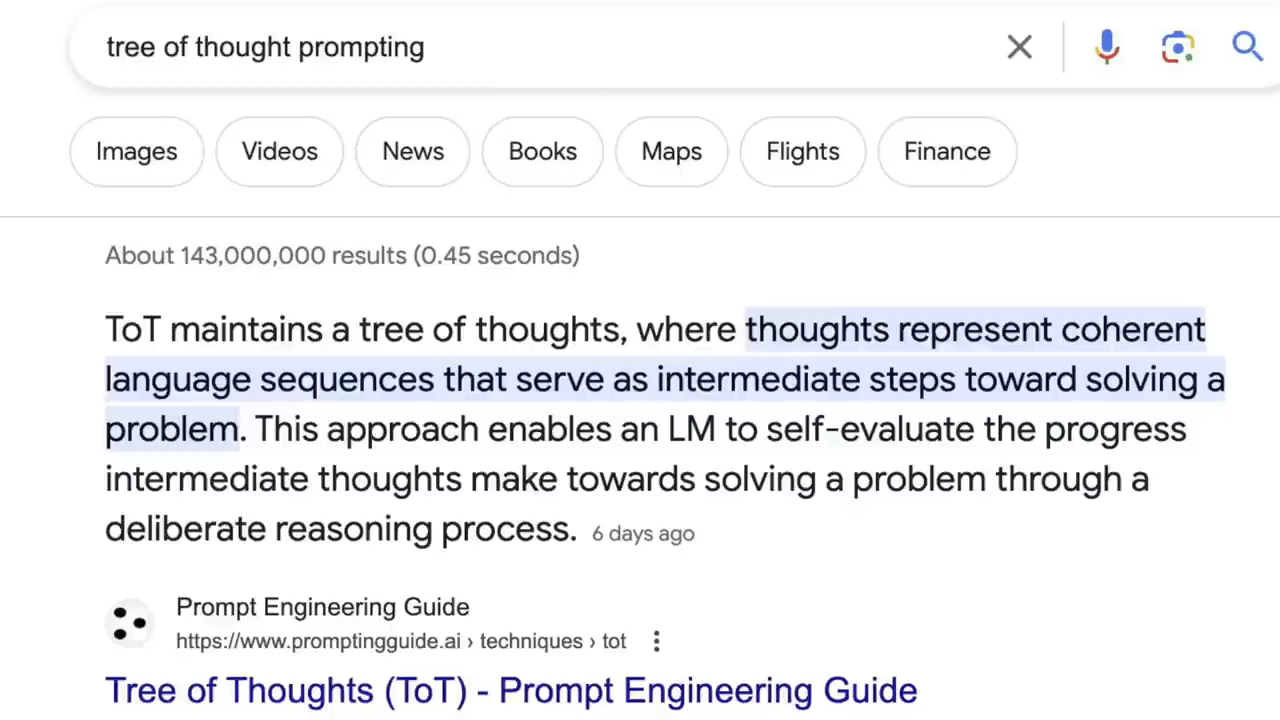 tree of thought prompting
Images Videos News Books Maps Flights Finance
About 143,000,000 results (0.45 seconds)
ToT maintains a tree of thoughts, where thoughts represent coherent
language sequences that serve as intermediate steps toward solving a
problem. This approach enables an LM to self-evaluate the progress
intermediate thoughts make towards solving a problem through a
deliberate reasoning process. 6 days ago
Prompt Engineering Guide
https://www.promptingguide.ai › techniques › tot
Tree of Thoughts (ToT) - Prompt Engineering Guide